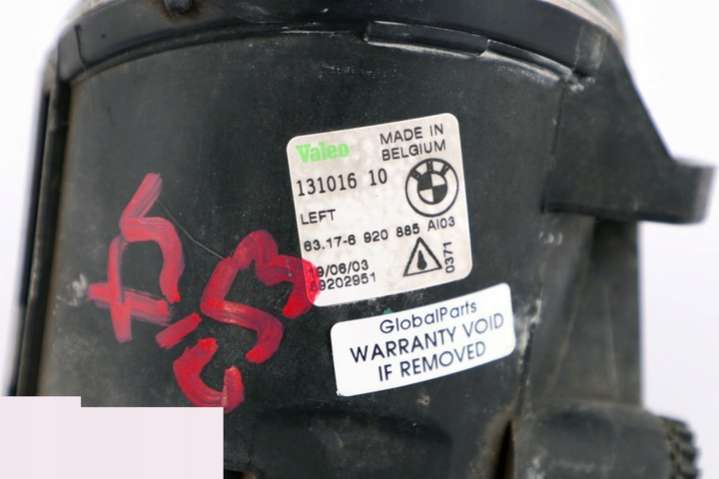 Valeo
MADE IN
BELGIUM
131016 10
LEFT
63.17-6 920 885 AI03
19/06/03
69202951
0371
GlobalParts
WARRANTY VOID
IF REMOVED